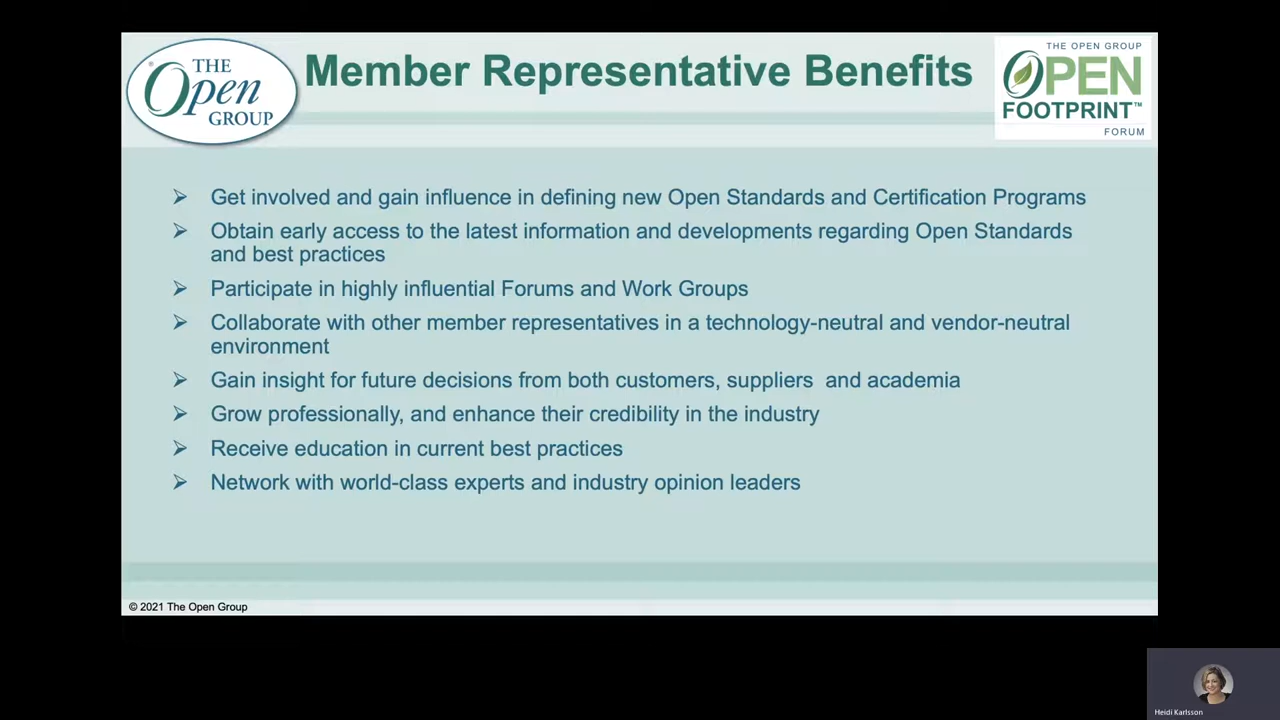 THE
Open
GROUP
Member Representative Benefits
THE OPEN GROUP
OPEN
FOOTPRINT™
FORUM
➢ Get involved and gain influence in defining new Open Standards and Certification Programs
➢ Obtain early access to the latest information and developments regarding Open Standards
and best practices
➢ Participate in highly influential Forums and Work Groups
➢ Collaborate with other member representatives in a technology-neutral and vendor-neutral
environment
➢ Gain insight for future decisions from both customers, suppliers  and academia
➢ Grow professionally, and enhance their credibility in the industry
➢ Receive education in current best practices
➢ Network with world-class experts and industry opinion leaders
© 2021 The Open Group
Heidi Karlsson